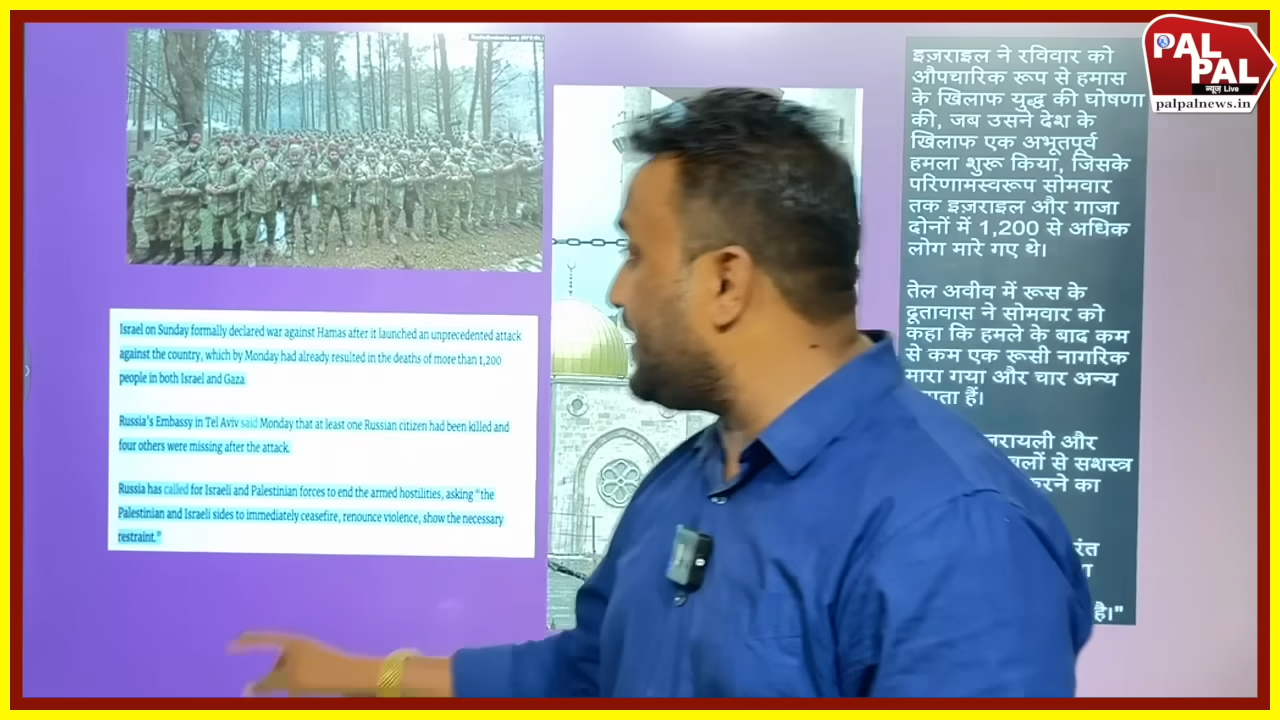 Israel on Sunday formally declared war against Hamas after it launched an unprecedented attack
against the country, which by Monday had already resulted in the deaths of more than 1,200
people in both Israel and Gaza
Russia's Embassy in Tel Aviv said Monday that at least one Russian citizen had been killed and
four others were missing after the attack.
Russia has called for Israeli and Palestinian forces to end the armed hostilities, asking "the
Palestinian and Israeli sides to immediately ceasefire, renounce violence, show the necessary
restraint."
इज़राइल ने रविवार को
औपचारिक रूप से हमास
के खिलाफ युद्ध की घोषणा
की, जब उसने देश के
खिलाफ एक अभूतपूर्व
हमला शुरू किया, जिसके
परिणामस्वरूप सोमवार
तक इज़राइल और गाजा
दोनों में 1,200 से अधिक
लोग मारे गए थे।
तेल अवीव में रूस के
दूतावास ने सोमवार को
कहा कि हमले के बाद कम
से कम एक रूसी नागरिक
मारा गया और चार अन्य
हैं।
और
से सशस्त्र
करने का
है।"
PAL
PAL
न्यूज़ Live
palpalnews.in